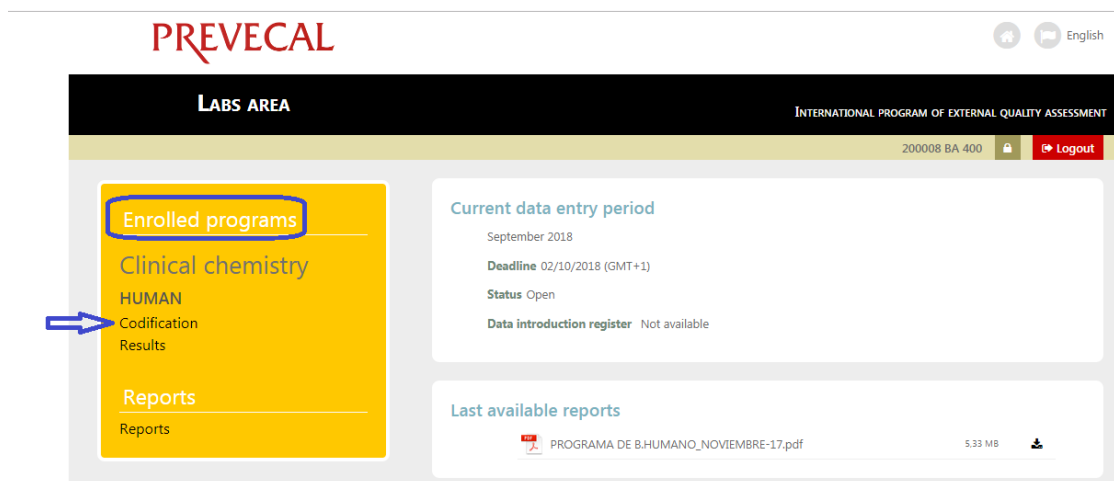 PREVECAL
English
LABS AREA
INTERNATIONAL PROGRAM OF EXTERNAL QUALITY ASSESSMENT
200008 BA 400
Logout
Enrolled programs
Clinical chemistry
HUMAN
Codification
Results
Reports
Reports
Current data entry period
September 2018
Deadline 02/10/2018 (GMT+1)
Status Open
Data introduction register Not available
Last available reports
PDF PROGRAMA DE B.HUMANO_NOVIEMBRE-17.pdf 5,33 MB